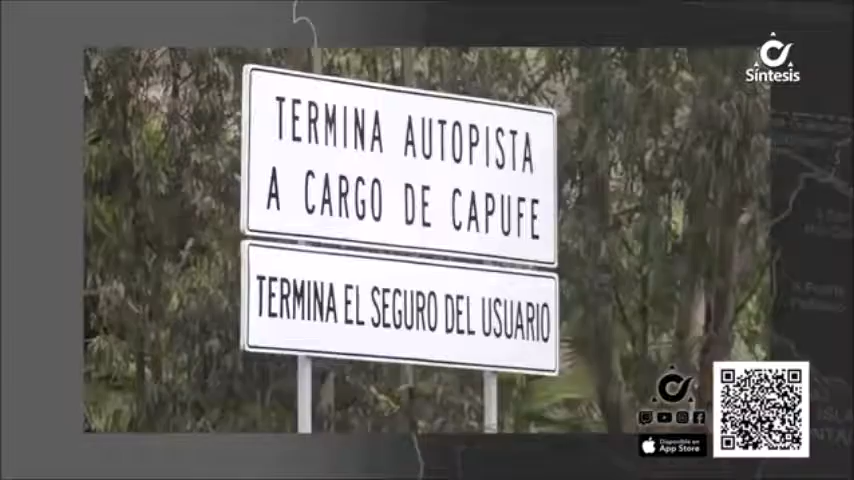 Síntesis
TERMINA AUTOPISTA
A CARGO DE CAPUFE
TERMINA EL SEGURO DEL USUARIO
Disponible en
App Store